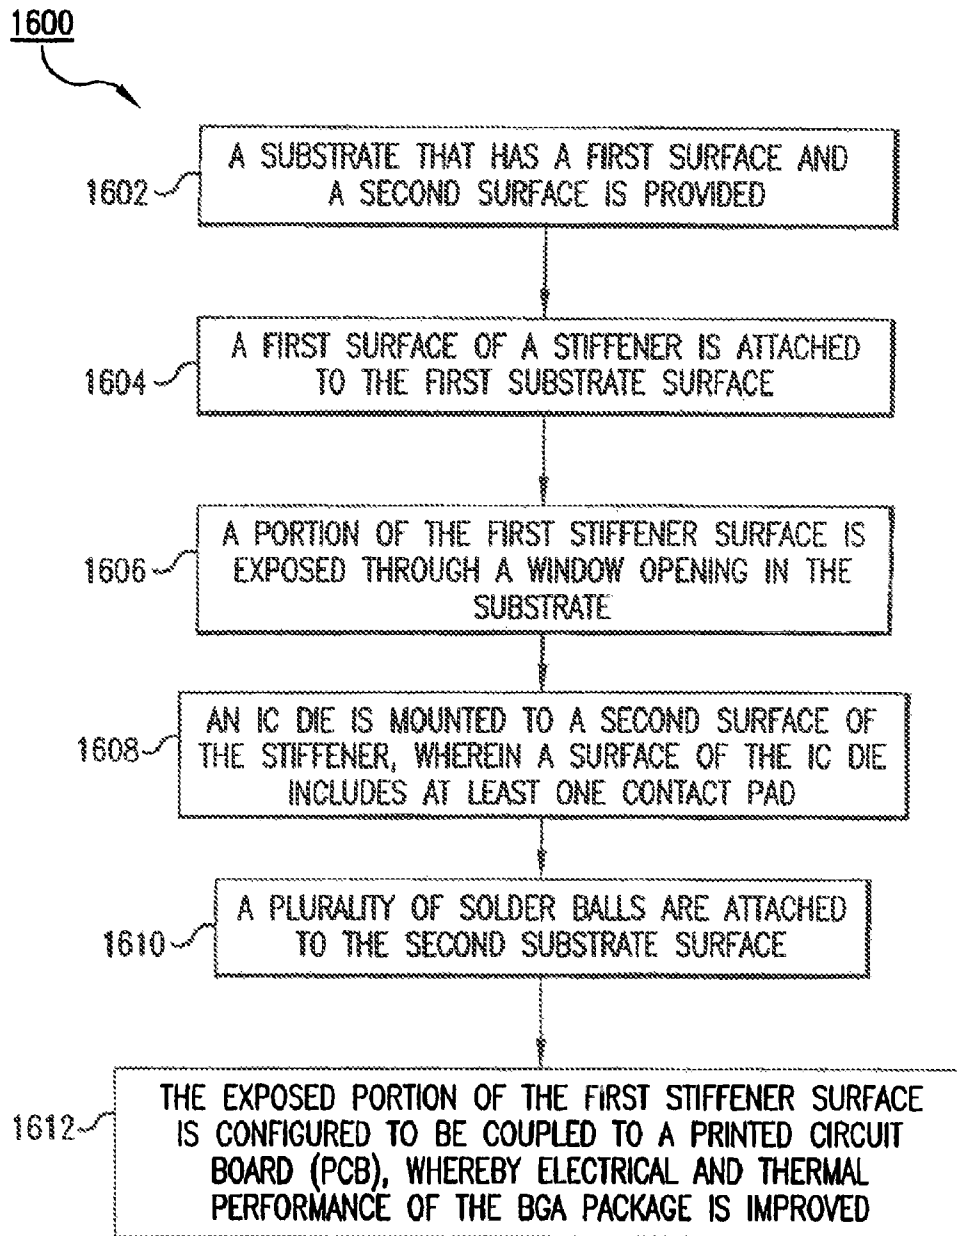 1600
A SUBSTRATE THAT HAS A FIRST SURFACE AND
A SECOND SURFACE IS PROVIDED
1602
A FIRST SURFACE OF A STIFFENER IS ATTACHED
TO THE FIRST SUBSTRATE SURFACE
1604
A PORTION OF THE FIRST STIFFENER SURFACE IS
EXPOSED THROUGH A WINDOW OPENING IN THE
SUBSTRATE
1606
AN IC DIE IS MOUNTED TO A SECOND SURFACE OF
THE STIFFENER, WHEREIN A SURFACE OF THE IC DIE
INCLUDES AT LEAST ONE CONTACT PAD
1608
A PLURALITY OF SOLDER BALLS ARE ATTACHED
TO THE SECOND SUBSTRATE SURFACE
1610
THE EXPOSED PORTION OF THE FIRST STIFFENER SURFACE
IS CONFIGURED TO BE COUPLED TO A PRINTED CIRCUIT
BOARD (PCB), WHEREBY ELECTRICAL AND THERMAL
PERFORMANCE OF THE BGA PACKAGE IS IMPROVED
1612